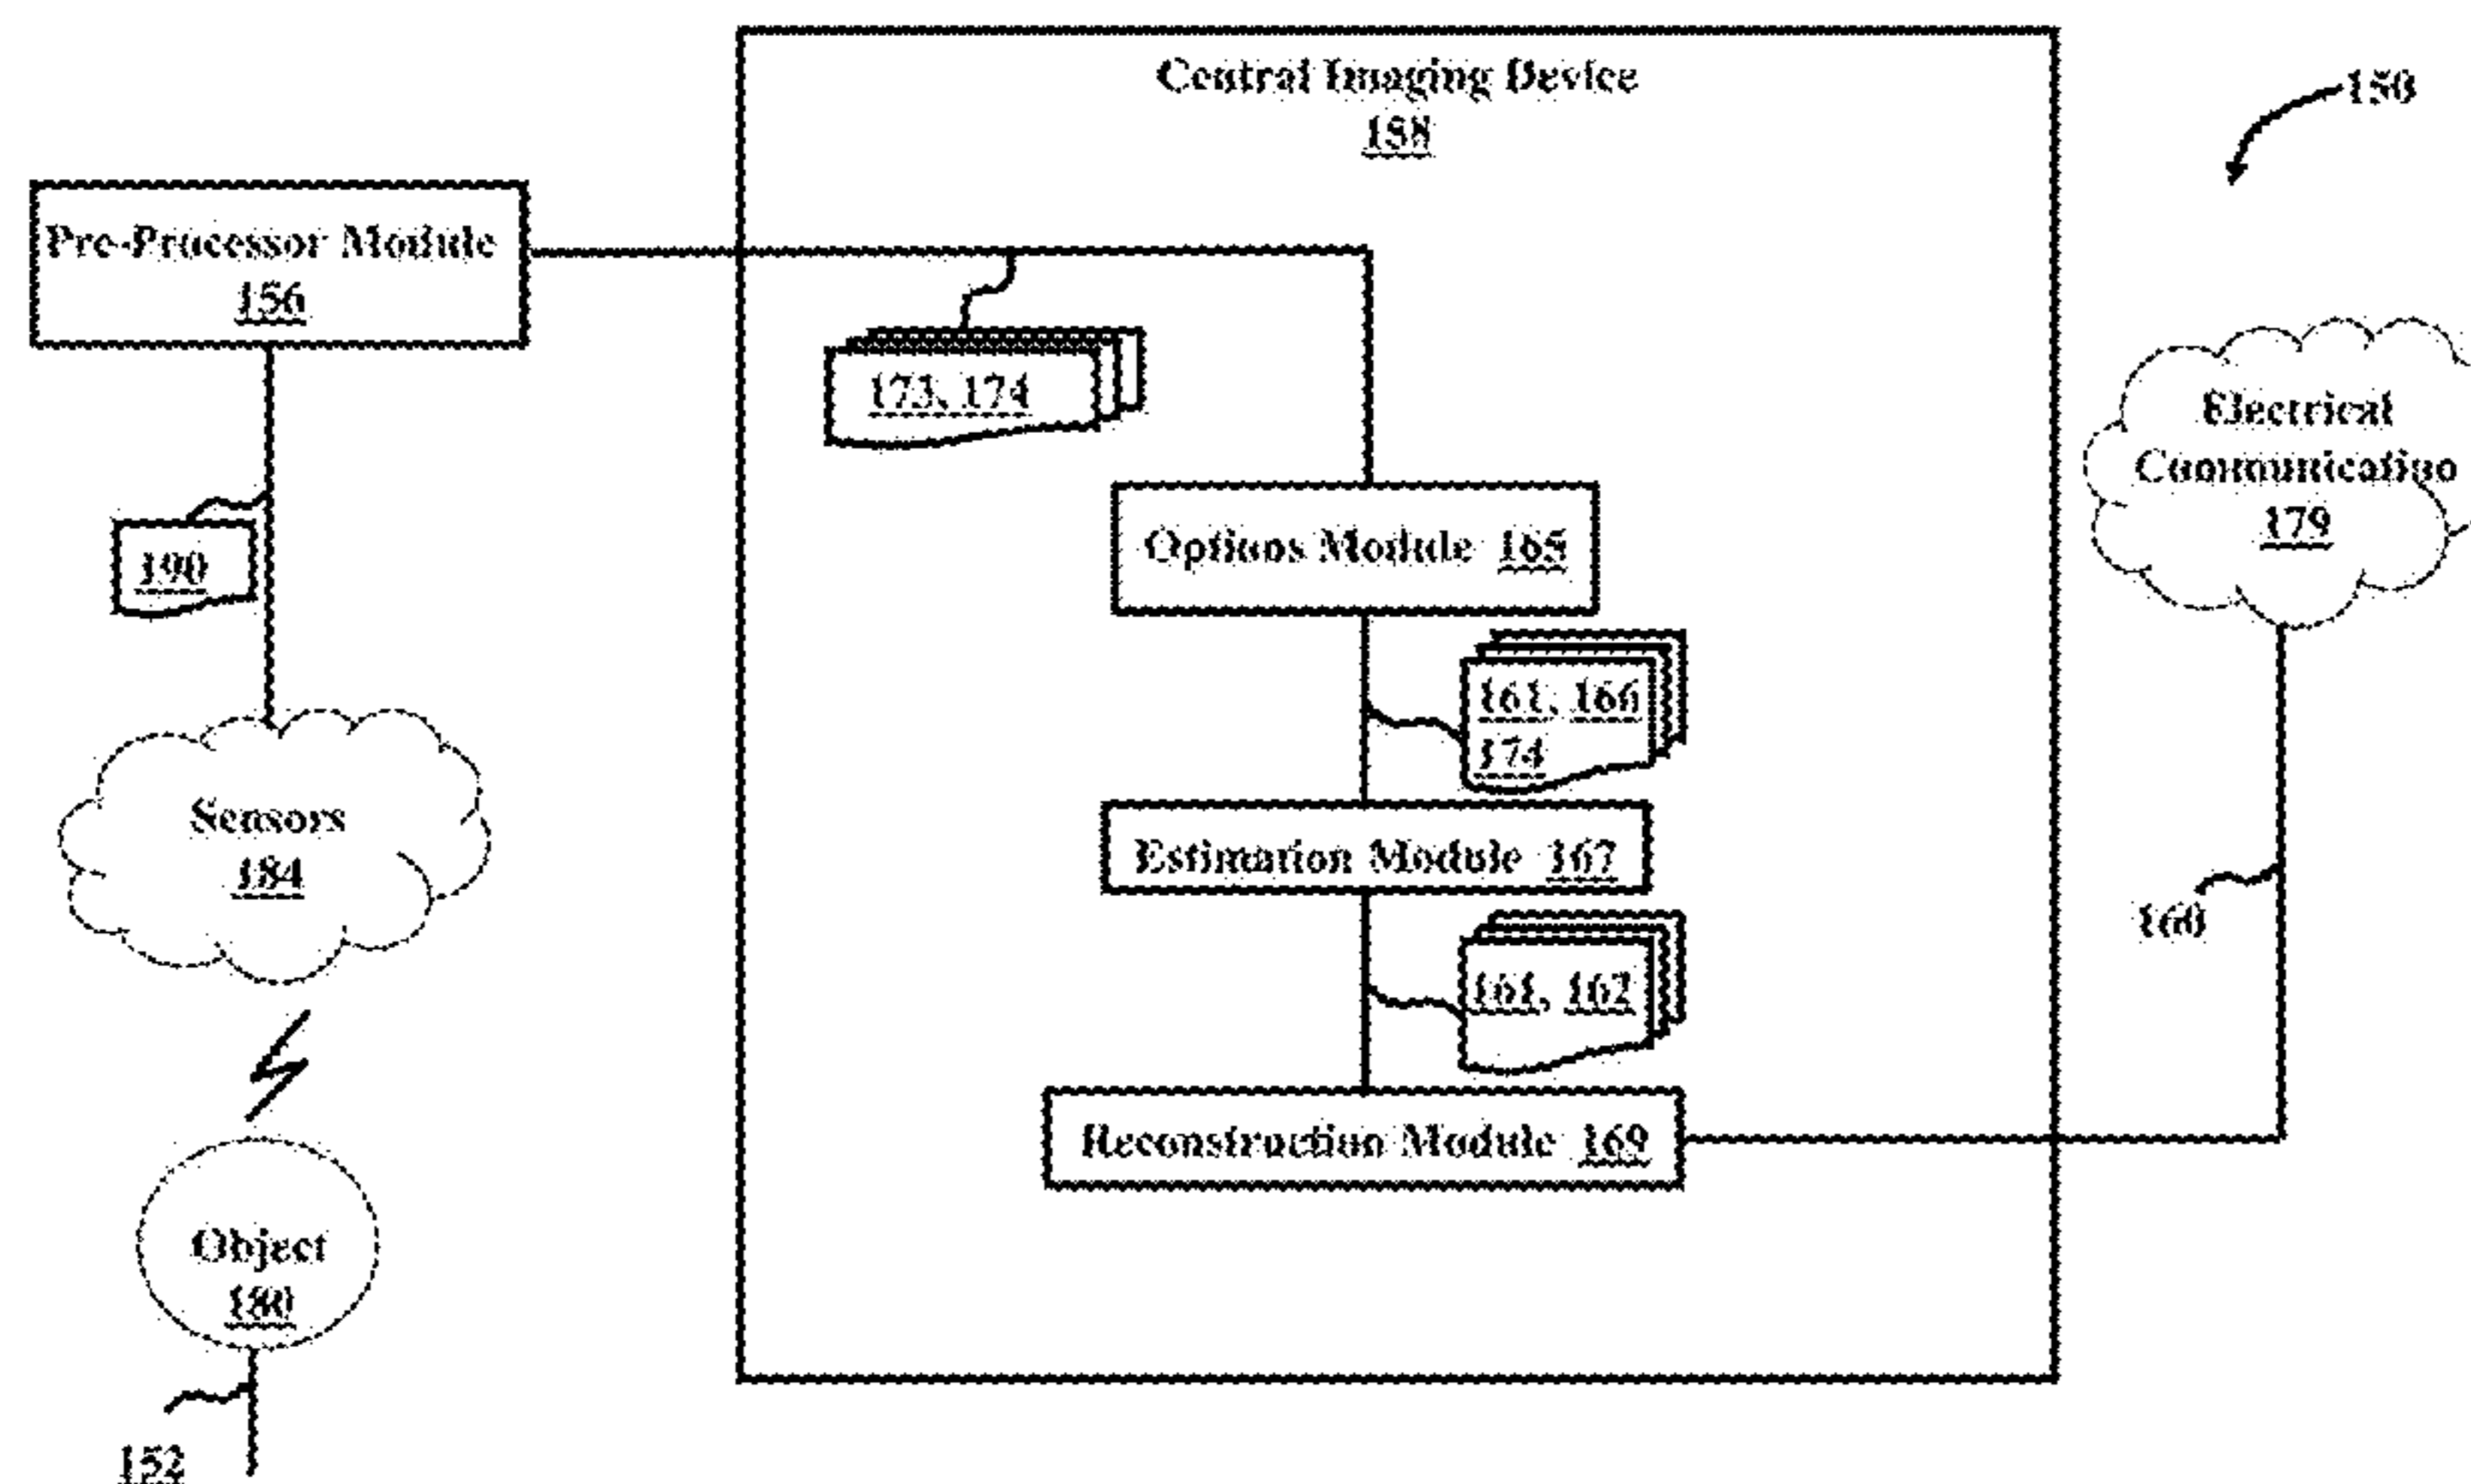 Central Imaging Device
158
150
Pre-Processor Module
156
173, 174
Electrical
Communication
179
Options Module 165
190
161, 166
174
Sensors
184
Estimation Module 167
160
161, 162
Reconstruction Module 169
Object
180
152